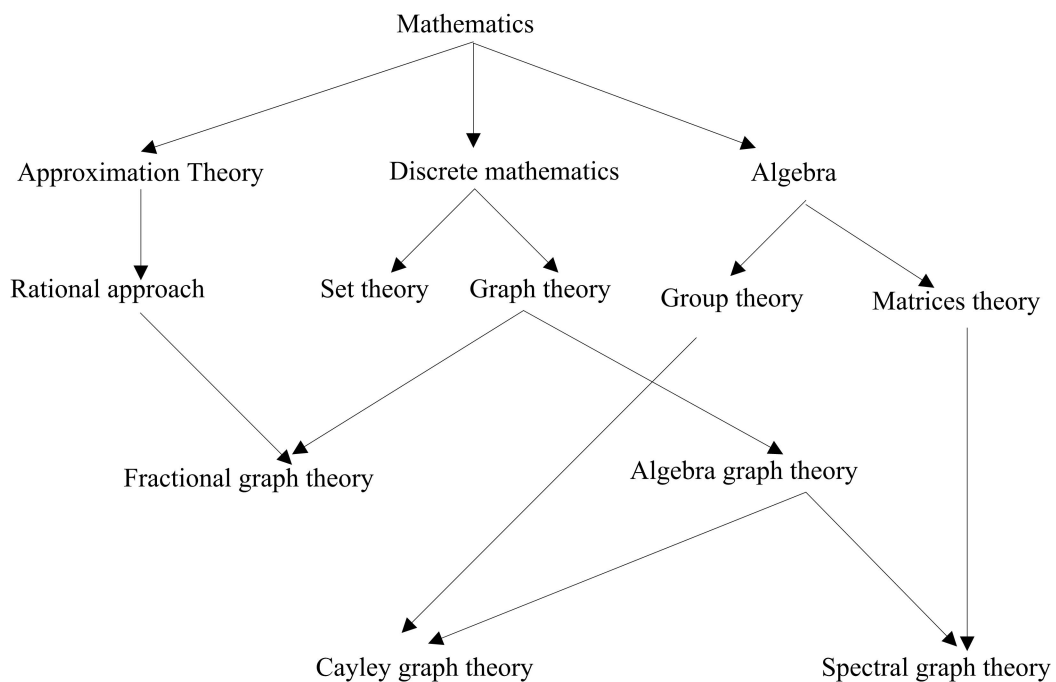 Mathematics
Approximation Theory
Discrete mathematics
Algebra
Rational approach
Set theory
Graph theory
Group theory
Matrices theory
Fractional graph theory
Algebra graph theory
Cayley graph theory
Spectral graph theory